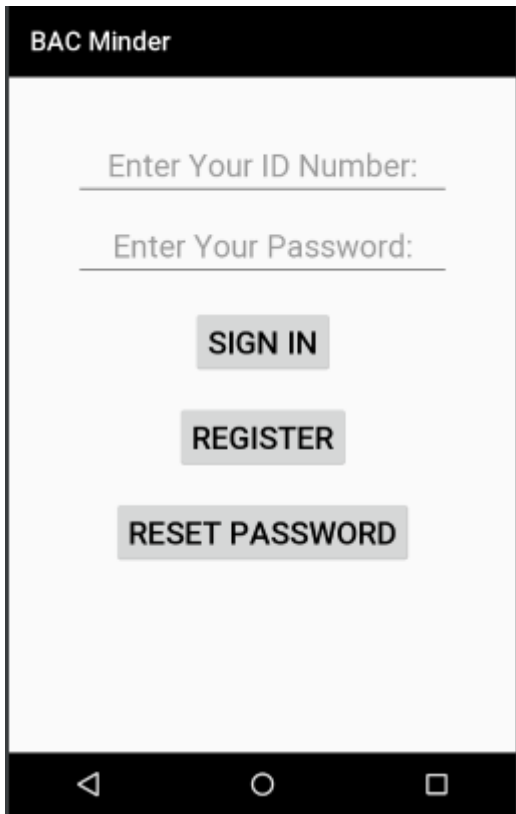 BAC Minder
Enter Your ID Number:
Enter Your Password:
SIGN IN
REGISTER
RESET PASSWORD